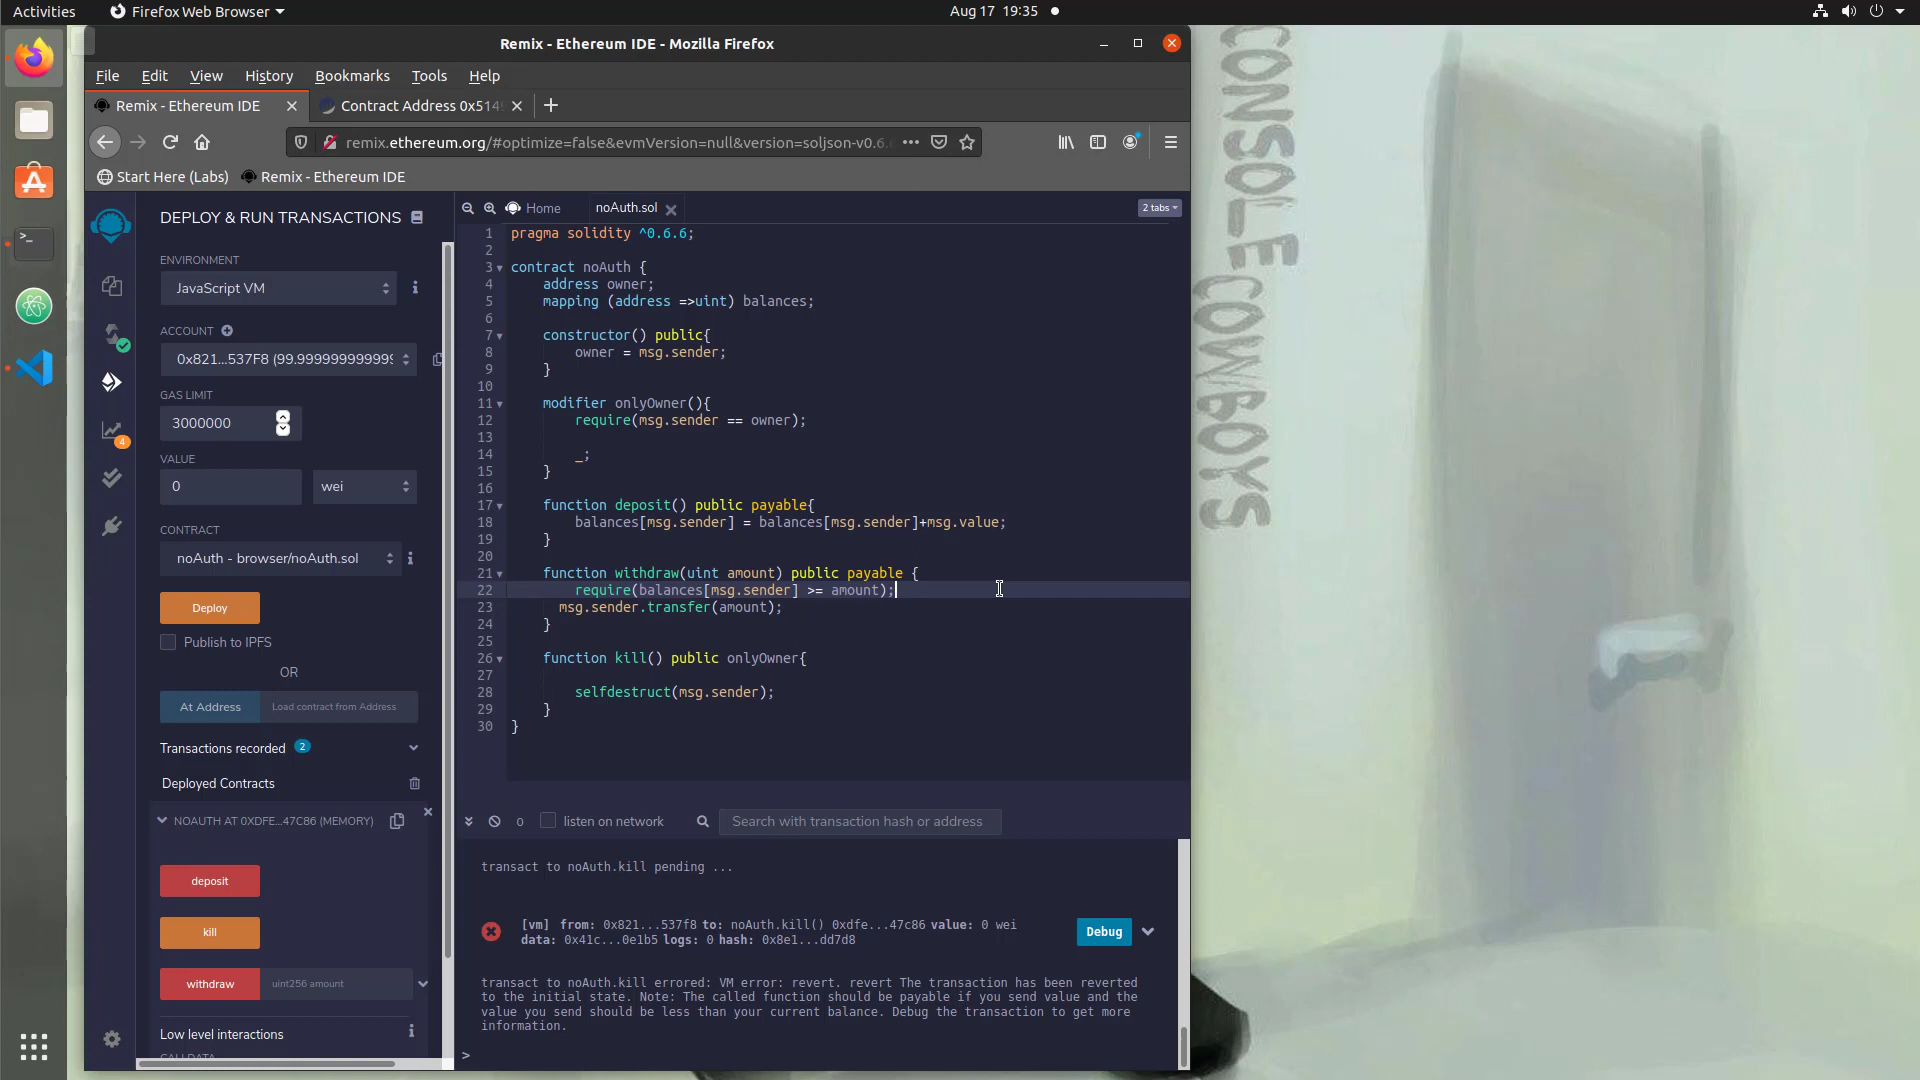 Activities
Firefox Web Browser
Aug 17 19:35
Remix - Ethereum IDE - Mozilla Firefox
File Edit View History Bookmarks Tools Help
Remix - Ethereum IDE
Contract Address 0x514
remix.ethereum.org/#optimize=false&evmVersion=null&version=soljson-v0.6.
Start Here (Labs)
Remix - Ethereum IDE
DEPLOY & RUN TRANSACTIONS
ENVIRONMENT
JavaScript VM
ACCOUNT
0x821...537F8 (99.9999999999999
GAS LIMIT
3000000
VALUE
0
wei
CONTRACT
noAuth - browser/noAuth.sol
Deploy
Publish to IPFS
OR
At Address
Load contract from Address
Transactions recorded 2
Deployed Contracts
NOAUTH AT 0XDFE...47C86 (MEMORY)
deposit
kill
withdraw
uint256 amount
Low level interactions
CALLDATA
4
Home
noAuth.sol
2 tabs
1 pragma solidity ^0.6.6;
2
3 contract noAuth {
4 address owner;
5 mapping (address =>uint) balances;
6
7 constructor() public{
8 owner = msg.sender;
9 }
10
11 modifier onlyOwner(){
12 require(msg.sender == owner);
13
14 _;
15 }
16
17 function deposit() public payable{
18 balances[msg.sender] = balances[msg.sender]+msg.value;
19 }
20
21 function withdraw(uint amount) public payable {
22 require(balances[msg.sender] >= amount);
23 msg.sender.transfer(amount);
24 }
25
26 function kill() public onlyOwner{
27
28 selfdestruct(msg.sender);
29 }
30 }
0
listen on network
Search with transaction hash or address
transact to noAuth.kill pending ...
[vm] from: 0x821...537f8 to: noAuth.kill() 0xdfe...47c86 value: 0 wei
data: 0x41c...0e1b5 logs: 0 hash: 0x8e1...dd7d8
Debug
transact to noAuth.kill errored: VM error: revert. revert The transaction has been reverted
to the initial state. Note: The called function should be payable if you send value and the
value you send should be less than your current balance. Debug the transaction to get more
information.
>
CONSOLE COWBOYS